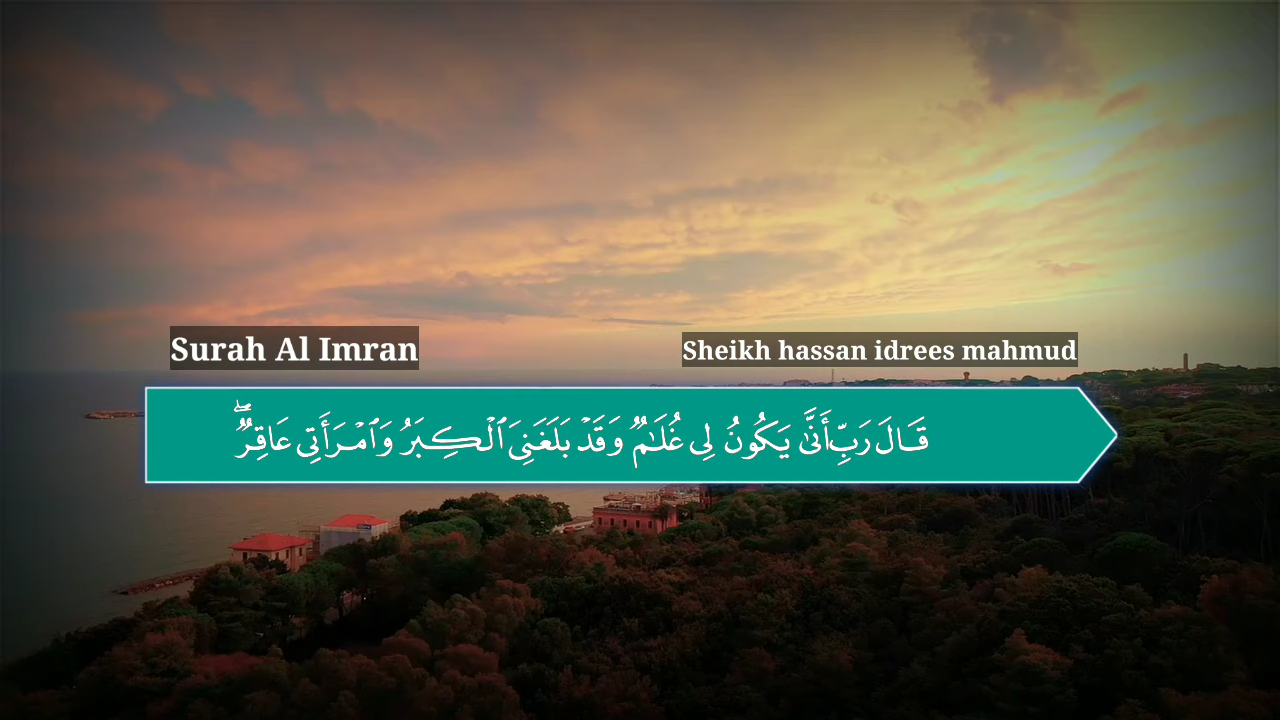 Surah Al Imran
Sheikh hassan idrees mahmud
قَالَ رَبِّ أَنَّىٰ يَكُونُ لِى غُلَـٰمٌ وَقَدْ بَلَغَنِىَ ٱلْكِبَرُ وَٱمْرَأَتِى عَاقِرٌ ۖ